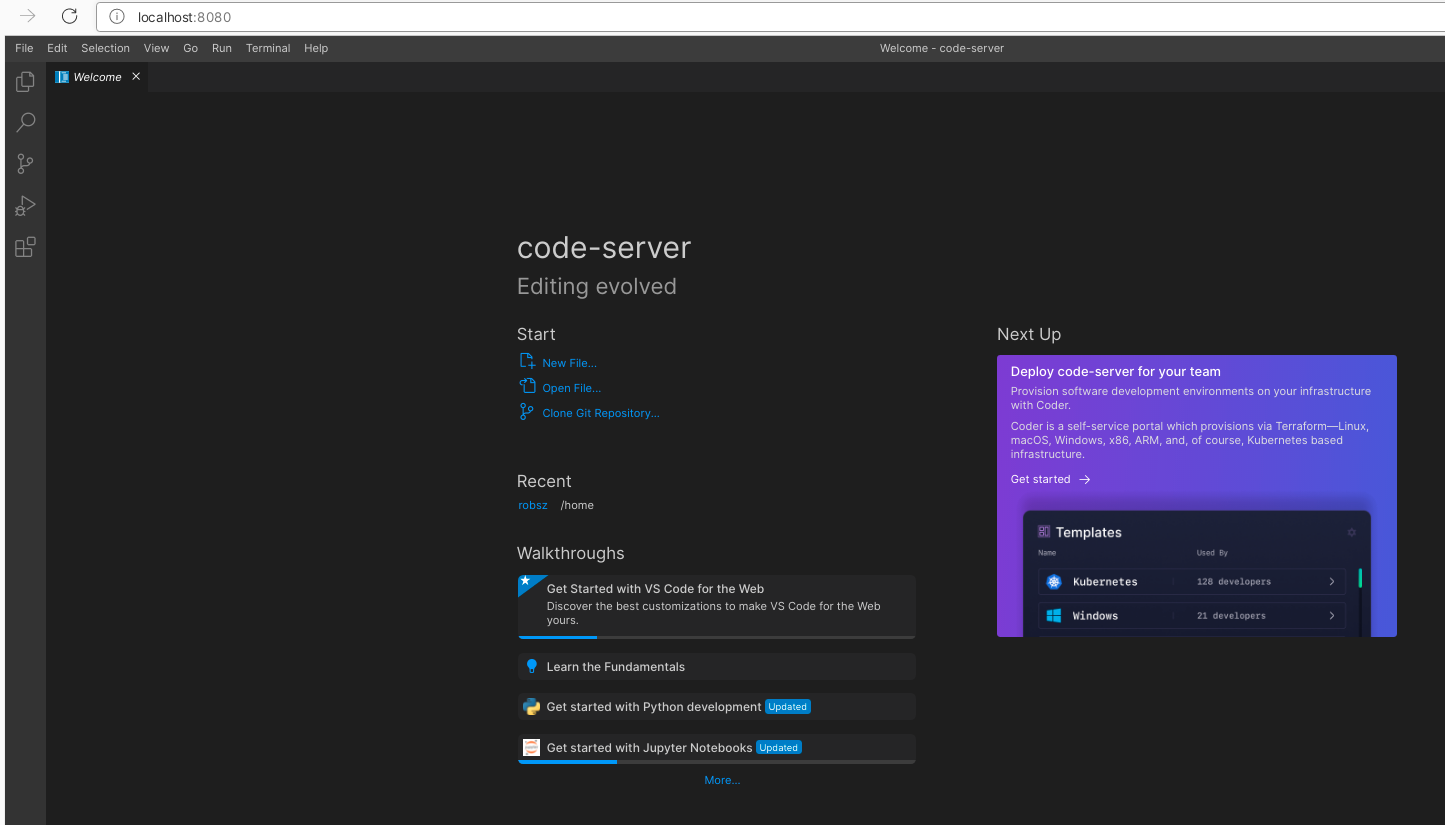 localhost:8080
File Edit Selection View Go Run Terminal Help
Welcome - code-server
Welcome
code-server
Editing evolved
Start
New File...
Open File...
Clone Git Repository...
Recent
robsz /home
Walkthroughs
Get Started with VS Code for the Web
Discover the best customizations to make VS Code for the Web
yours.
Learn the Fundamentals
Get started with Python development Updated
Get started with Jupyter Notebooks Updated
More...
Next Up
Deploy code-server for your team
Provision software development environments on your infrastructure
with Coder.
Coder is a self-service portal which provisions via Terraform—Linux,
macOS, Windows, x86, ARM, and, of course, Kubernetes based
infrastructure.
Get started
Templates
Name Used By
Kubernetes 128 developers
Windows 21 developers